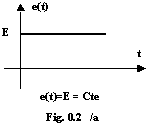 e(t)
E
t
e(t)=E = Cte
Fig. 0.2 /a